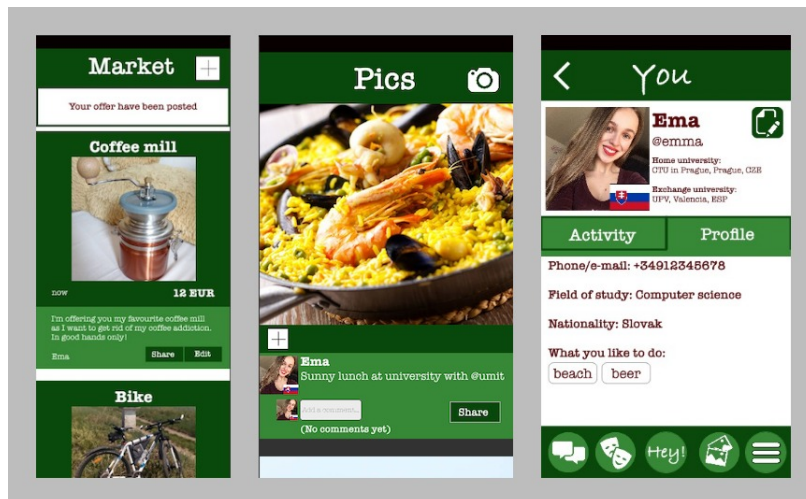 Market
Your offer have been posted
Coffee mill
now
12 EUR
I'm offering you my favourite coffee mill
as I want to get rid of my coffee addiction.
In good hands only!
Ema
Share
Edit
Bike
Pics
Ema
Sunny lunch at university with @umit
Add a comment...
Share
(No comments yet)
You
Ema
@emma
Home university:
CTU in Prague, Prague, CZE
Exchange university:
UPV, Valencia, ESP
Activity
Profile
Phone/e-mail: +34912345678
Field of study: Computer science
Nationality: Slovak
What you like to do:
beach
beer
Hey!